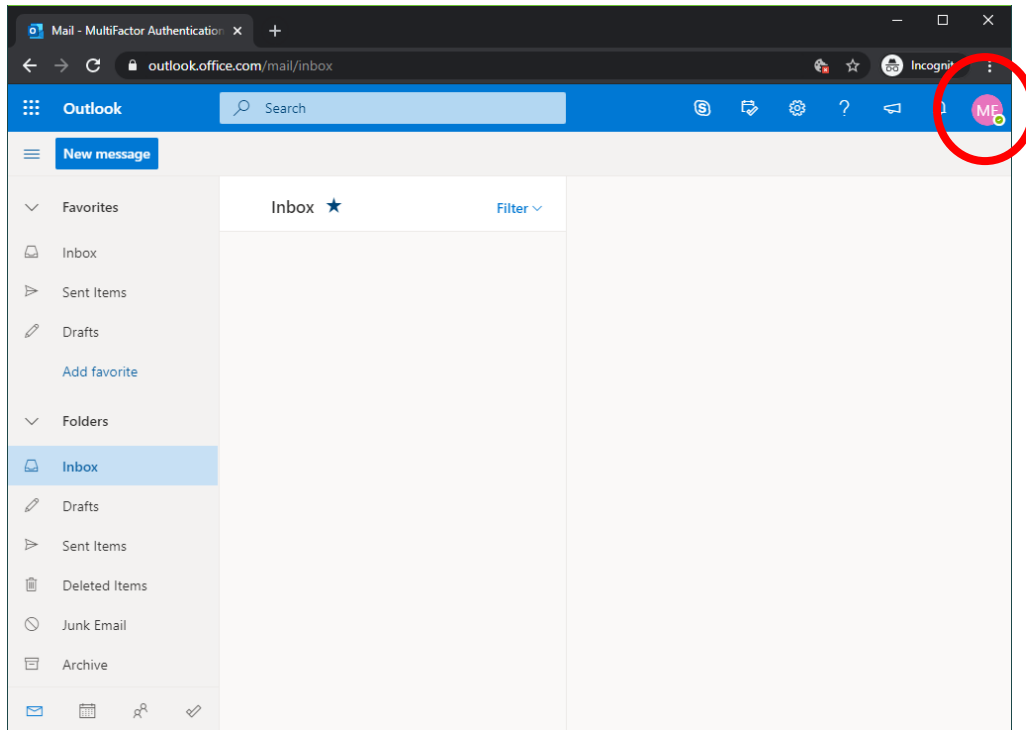 Mail - MultiFactor Authentication
outlook.office.com/mail/inbox
Incognit
Outlook
Search
ME
New message
Favorites
Inbox ★
Filter
Inbox
Sent Items
Drafts
Add favorite
Folders
Inbox
Drafts
Sent Items
Deleted Items
Junk Email
Archive